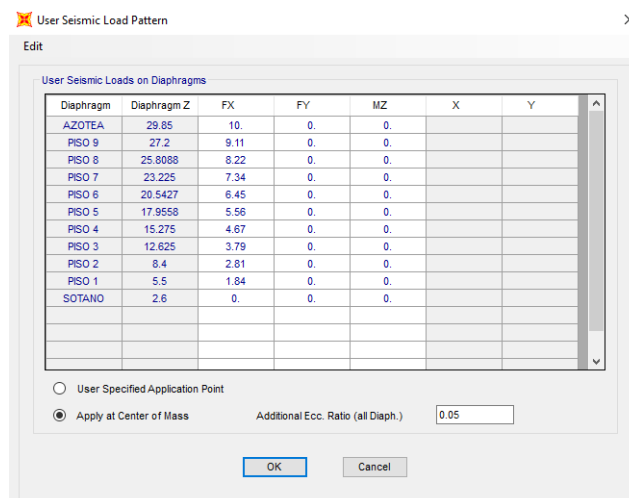 User Seismic Load Pattern
Edit
User Seismic Loads on Diaphragms
Diaphragm Diaphragm Z FX FY MZ X Y
AZOTEA 29.85 10. 0. 0.
PISO 9 27.2 9.11 0. 0.
PISO 8 25.8088 8.22 0. 0.
PISO 7 23.225 7.34 0. 0.
PISO 6 20.5427 6.45 0. 0.
PISO 5 17.9558 5.56 0. 0.
PISO 4 15.275 4.67 0. 0.
PISO 3 12.625 3.79 0. 0.
PISO 2 8.4 2.81 0. 0.
PISO 1 5.5 1.84 0. 0.
SOTANO 2.6 0. 0. 0.
User Specified Application Point
Apply at Center of Mass Additional Ecc. Ratio (all Diaph.) 0.05
OK Cancel